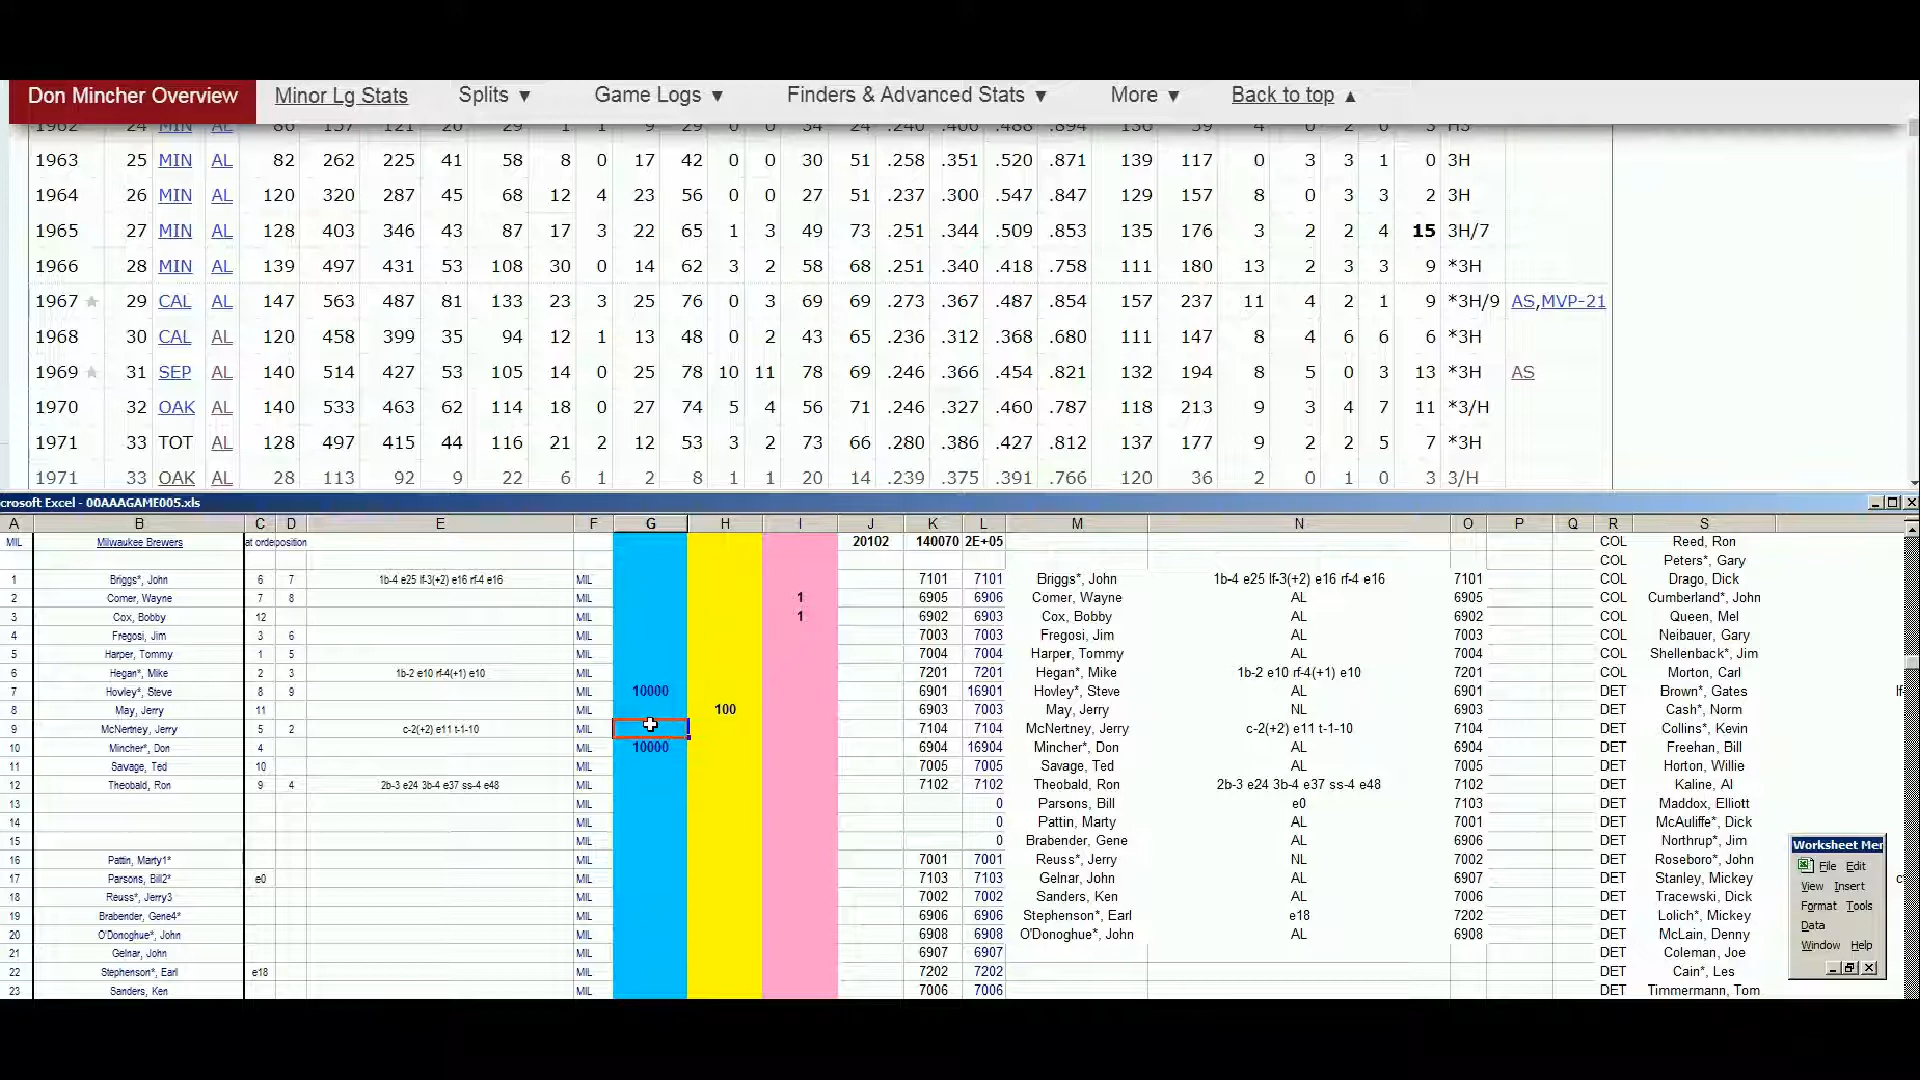 Don Mincher Overview Minor Lg Stats Splits ▼ Game Logs ▼ Finders & Advanced Stats ▼ More ▼ Back to top ▲
1963 25 MIN AL 82 262 225 41 58 8 0 17 42 0 0 30 51 .258 .351 .520 .871 139 117 0 3 3 1 0 3H
1964 26 MIN AL 120 320 287 45 68 12 4 23 56 0 0 27 51 .237 .300 .547 .847 129 157 8 0 3 3 2 3H
1965 27 MIN AL 128 403 346 43 87 17 3 22 65 1 3 49 73 .251 .344 .509 .853 135 176 3 2 2 4 15 3H/7
1966 28 MIN AL 139 497 431 53 108 30 0 14 62 3 2 58 68 .251 .340 .418 .758 111 180 13 2 3 3 9 *3H
1967 ★ 29 CAL AL 147 563 487 81 133 23 3 25 76 0 3 69 69 .273 .367 .487 .854 157 237 11 4 2 1 9 *3H/9 AS,MVP-21
1968 30 CAL AL 120 458 399 35 94 12 1 13 48 0 2 43 65 .236 .312 .368 .680 111 147 8 4 6 6 6 *3H
1969 ★ 31 SEP AL 140 514 427 53 105 14 0 25 78 10 11 78 69 .246 .366 .454 .821 132 194 8 5 0 3 13 *3H AS
1970 32 OAK AL 140 533 463 62 114 18 0 27 74 5 4 56 71 .246 .327 .460 .787 118 213 9 3 4 7 11 *3/H
1971 33 TOT AL 128 497 415 44 116 21 2 12 53 3 2 73 66 .280 .386 .427 .812 137 177 9 2 2 5 7 *3H
1971 33 OAK AL 28 113 92 9 22 6 1 2 8 1 1 20 14 .239 .375 .391 .766 120 36 2 0 1 0 3 3/H
crosoft Excel - 00AAAGAME005.xls
A B C D E F G H I J K L M N O P Q R S
MIL Milwaukee Brewers at orde position 20102 140070 2E+05 COL Reed, Ron
COL Peters*, Gary
1 Briggs*, John 6 7 1b-4 e25 lf-3(+2) e16 rf-4 e16 MIL 7101 7101 Briggs*, John 1b-4 e25 lf-3(+2) e16 rf-4 e16 7101 COL Drago, Dick
2 Comer, Wayne 7 8 MIL 1 6905 6906 Comer, Wayne AL 6905 COL Cumberland*, John
3 Cox, Bobby 12 MIL 1 6902 6903 Cox, Bobby AL 6902 COL Queen, Mel
4 Fregosi, Jim 3 6 MIL 7003 7003 Fregosi, Jim AL 7003 COL Neibauer, Gary
5 Harper, Tommy 1 5 MIL 7004 7004 Harper, Tommy AL 7004 COL Shellenback*, Jim
6 Hegan*, Mike 2 3 1b-2 e10 rf-4(+1) e10 MIL 7201 7201 Hegan*, Mike 1b-2 e10 rf-4(+1) e10 7201 COL Morton, Carl
7 Hovley*, Steve 8 9 MIL 10000 6901 16901 Hovley*, Steve AL 6901 DET Brown*, Gates lf
8 May, Jerry 11 MIL 100 6903 7003 May, Jerry NL 6903 DET Cash*, Norm
9 McNertney, Jerry 5 2 c-2(+2) e11 t-1-10 MIL 7104 7104 McNertney, Jerry c-2(+2) e11 t-1-10 7104 DET Collins*, Kevin
10 Mincher*, Don 4 MIL 10000 6904 16904 Mincher*, Don AL 6904 DET Freehan, Bill
11 Savage, Ted 10 MIL 7005 7005 Savage, Ted AL 7005 DET Horton, Willie
12 Theobald, Ron 9 4 2b-3 e24 3b-4 e37 ss-4 e48 MIL 7102 7102 Theobald, Ron 2b-3 e24 3b-4 e37 ss-4 e48 7102 DET Kaline, Al
13 MIL 0 Parsons, Bill e0 7103 DET Maddox, Elliott
14 MIL 0 Pattin, Marty AL 7001 DET McAuliffe*, Dick
15 MIL 0 Brabender, Gene AL 6906 DET Northrup*, Jim
16 Pattin, Marty1* MIL 7001 7001 Reuss*, Jerry NL 7002 DET Roseboro*, John
17 Parsons, Bill2* e0 MIL 7103 7103 Gelnar, John AL 6907 DET Stanley, Mickey c
18 Reuss*, Jerry3 MIL 7002 7002 Sanders, Ken AL 7006 DET Tracewski, Dick
19 Brabender, Gene4* MIL 6906 6906 Stephenson*, Earl e18 7202 DET Lolich*, Mickey
20 O'Donoghue*, John MIL 6908 6908 O'Donoghue*, John AL 6908 DET McLain, Denny
21 Gelnar, John MIL 6907 6907 DET Coleman, Joe
22 Stephenson*, Earl e18 MIL 7202 7202 DET Cain*, Les
23 Sanders, Ken MIL 7006 7006 DET Timmermann, Tom
Worksheet Mer
File Edit
View Insert
Format Tools
Data
Window Help